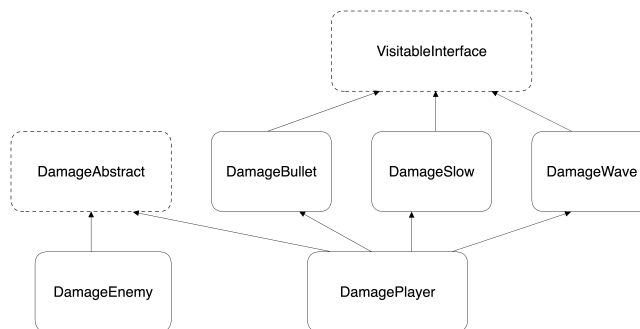 VisitableInterface
DamageAbstract
DamageBullet
DamageSlow
DamageWave
DamageEnemy
DamagePlayer